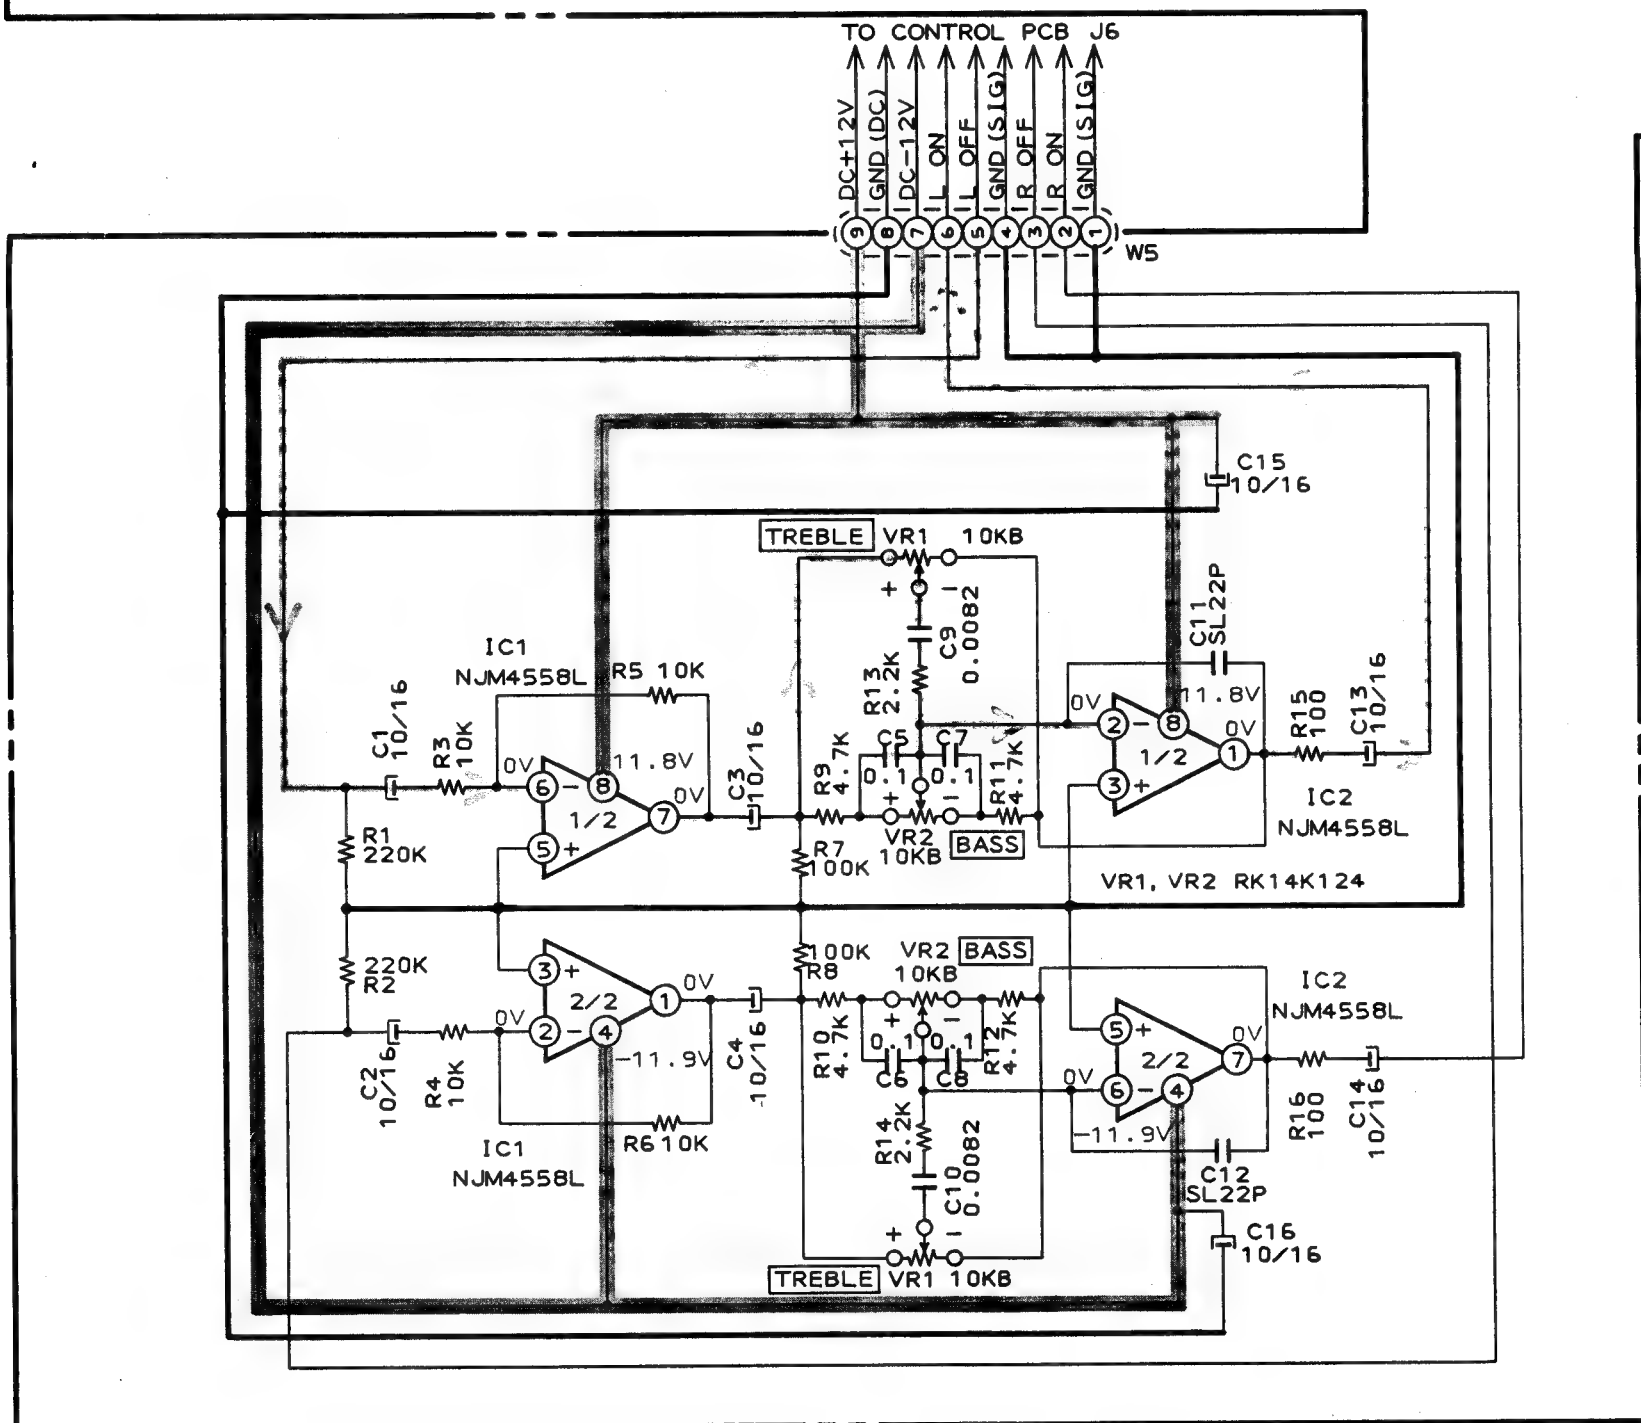 TO CONTROL PCB J6
DC+12V
GND (DC)
DC-12V
L ON
L OFF
GND (SIG)
R OFF
R ON
GND (SIG)
9 8 7 6 5 4 3 2 1
W5
C15
10/16
TREBLE VR1 10KB
+ -
C9
0.0082
R13
2.2K
C11
SL22P
IC1
NJM4558L
R5 10K
C1
10/16
R3
10K
0V
6 -
8
11.8V
1/2
7
0V
5 +
C3
10/16
R9
4.7K
C5
0.1
C7
0.1
R11
4.7K
+ -
VR2
10KB
BASS
0V
2 -
8
11.8V
1/2
0V
1
3 +
R15
100
C13
10/16
IC2
NJM4558L
R1
220K
R7
100K
VR1, VR2 RK14K124
220K
R2
100K
R8
VR2 BASS
10KB
3 +
2/2
1
0V
0V
2 -
4
-11.9V
C2
10/16
R4
10K
R6 10K
IC1
NJM4558L
C4
10/16
R10
4.7K
+ -
0.1
C6
0.1
C8
R12
4.7K
IC2
NJM4558L
5 +
2/2
0V
7
0V
6 -
4
-11.9V
R16
100
C14
10/16
R14
2.2K
C10
0.0082
C12
SL22P
C16
10/16
+ -
TREBLE VR1 10KB